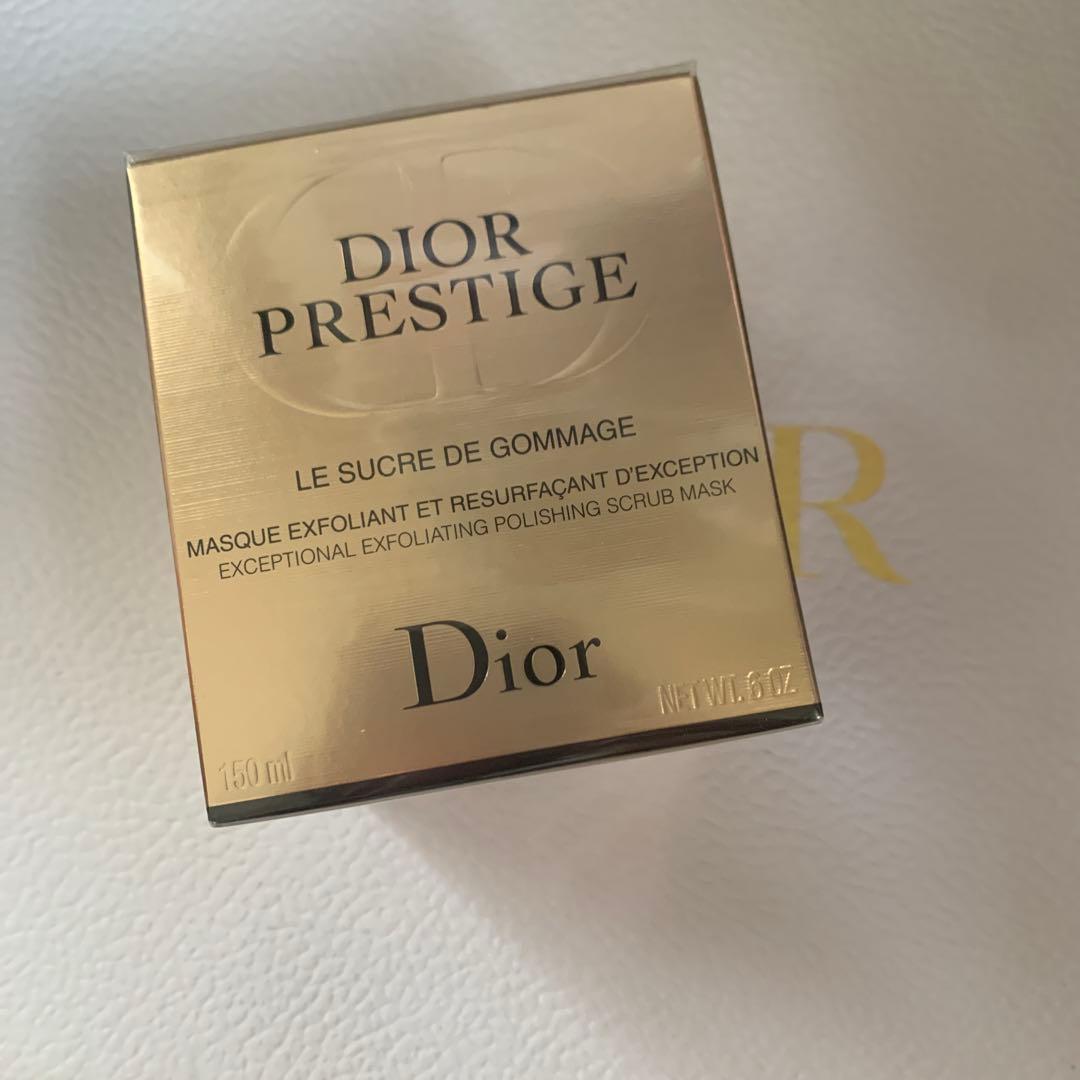 DIOR
PRESTIGE
LE SUCRE DE GOMMAGE
MASQUE EXFOLIANT ET RESURFAÇANT D'EXCEPTION
EXCEPTIONAL EXFOLIATING POLISHING SCRUB MASK
Dior
NET WT. 6 OZ
150 ml
R